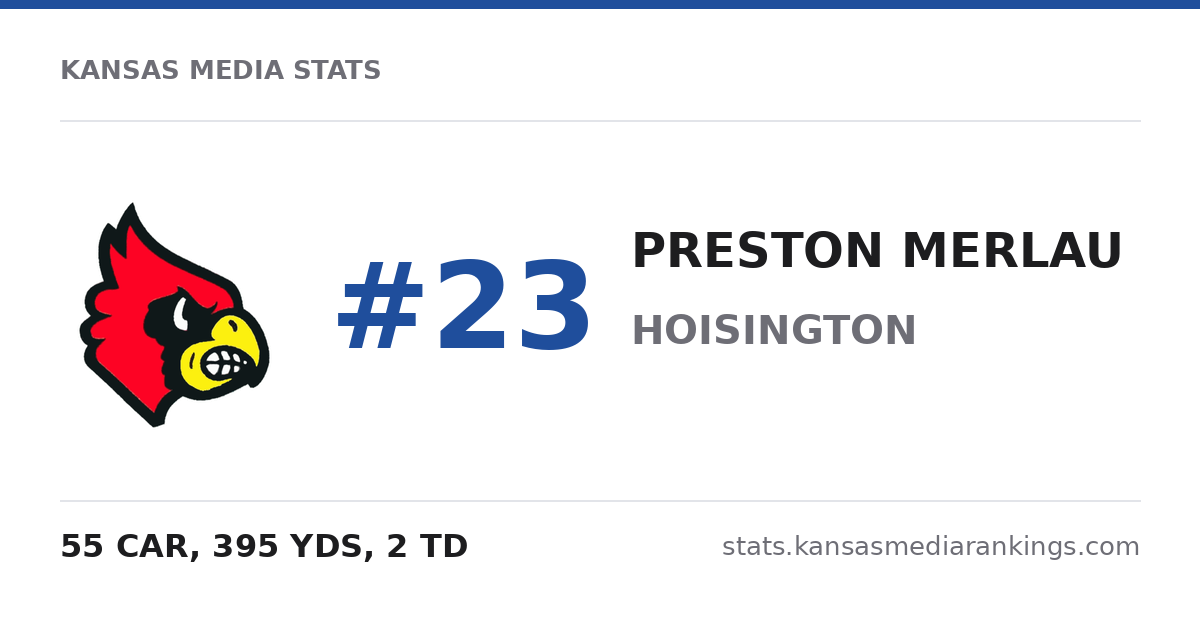 KANSAS MEDIA STATS
#23
PRESTON MERLAU
HOISINGTON
55 CAR, 395 YDS, 2 TD
stats.kansasmediarankings.com